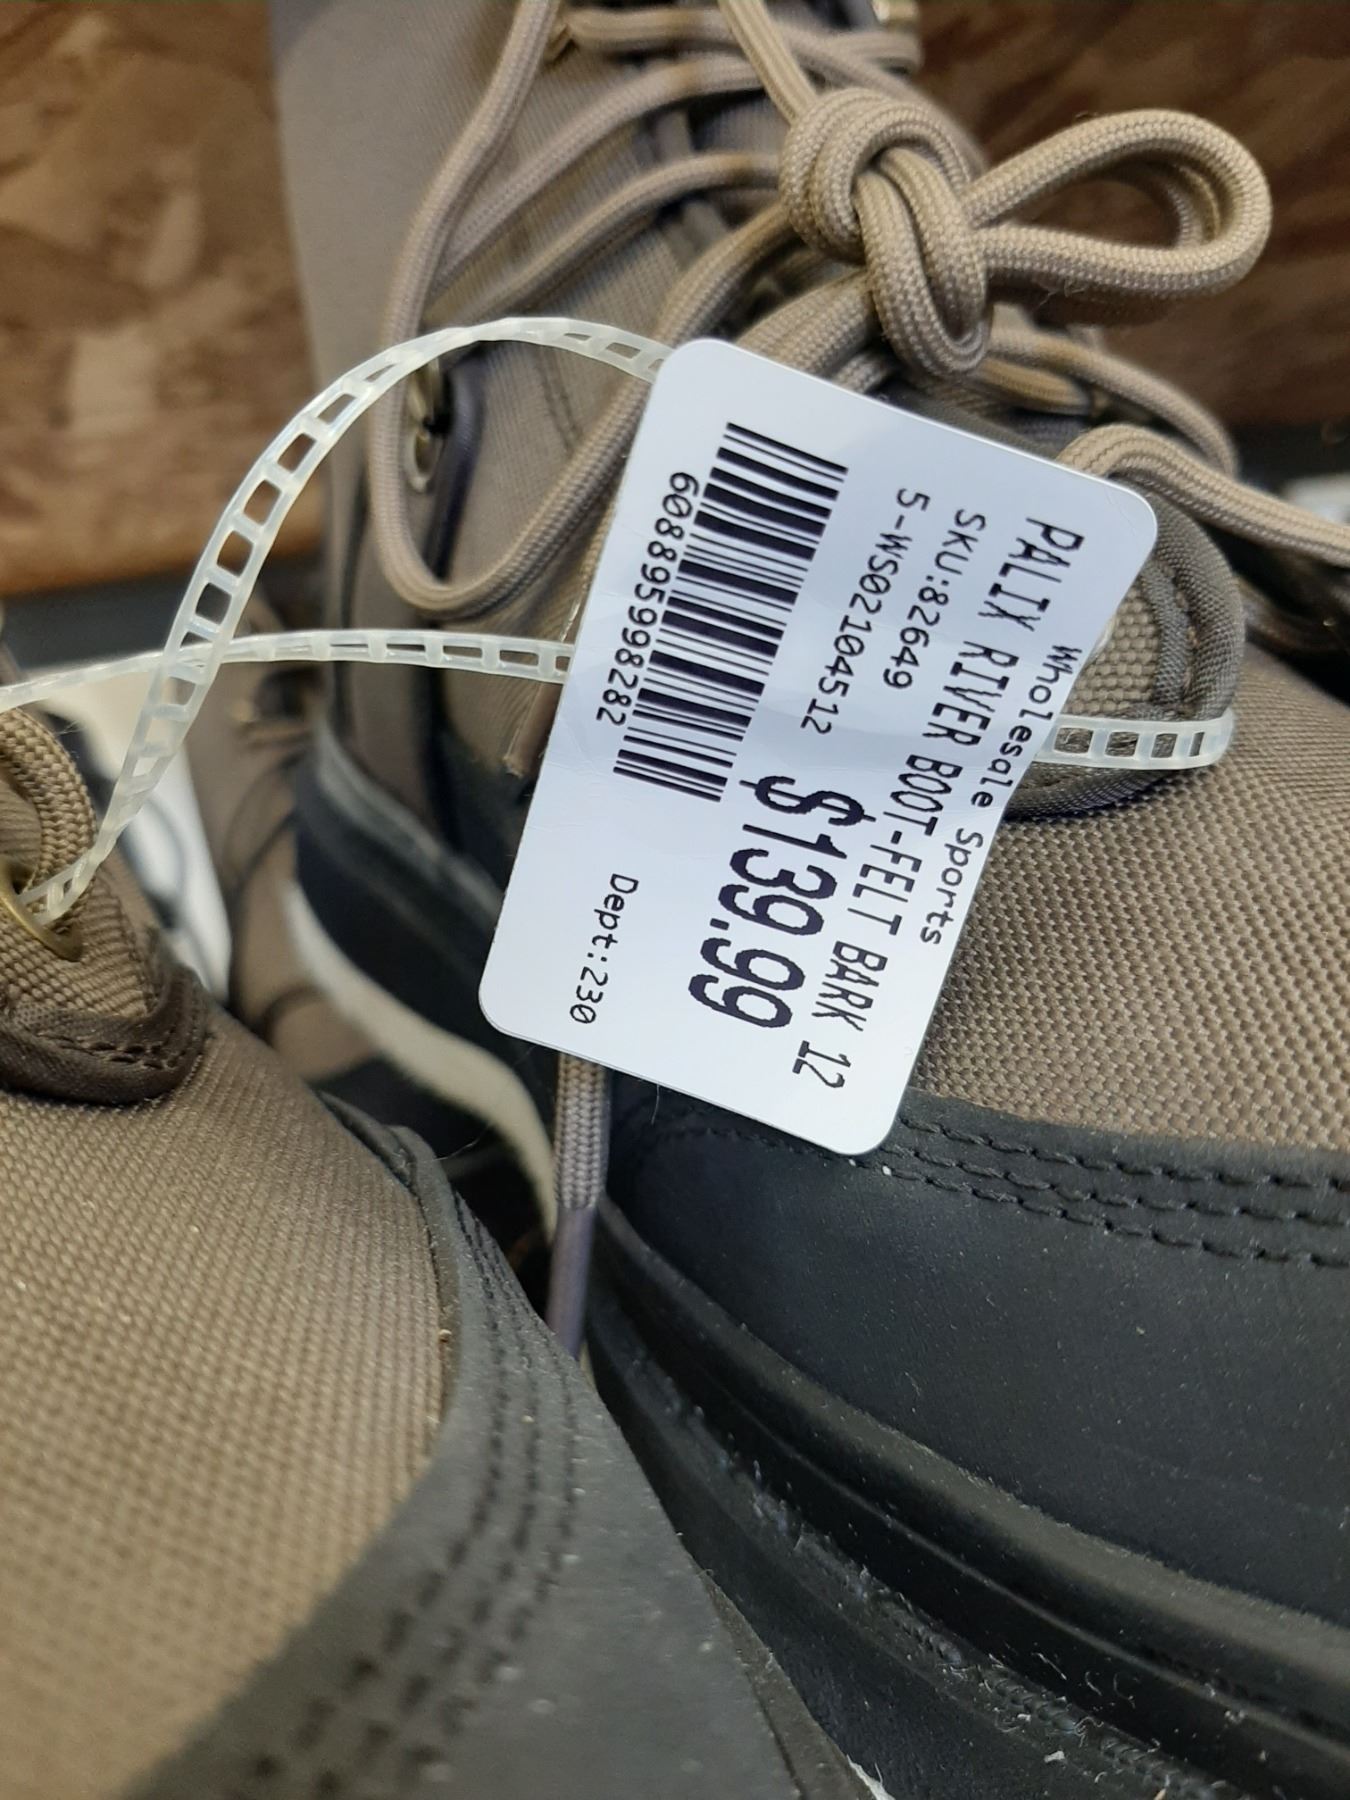 Wholesale Sports
PALIX RIVER BOOT-FELT BARK 12
SKU:82649
5-WS02104512
$139.99
608895998282
Dept:230